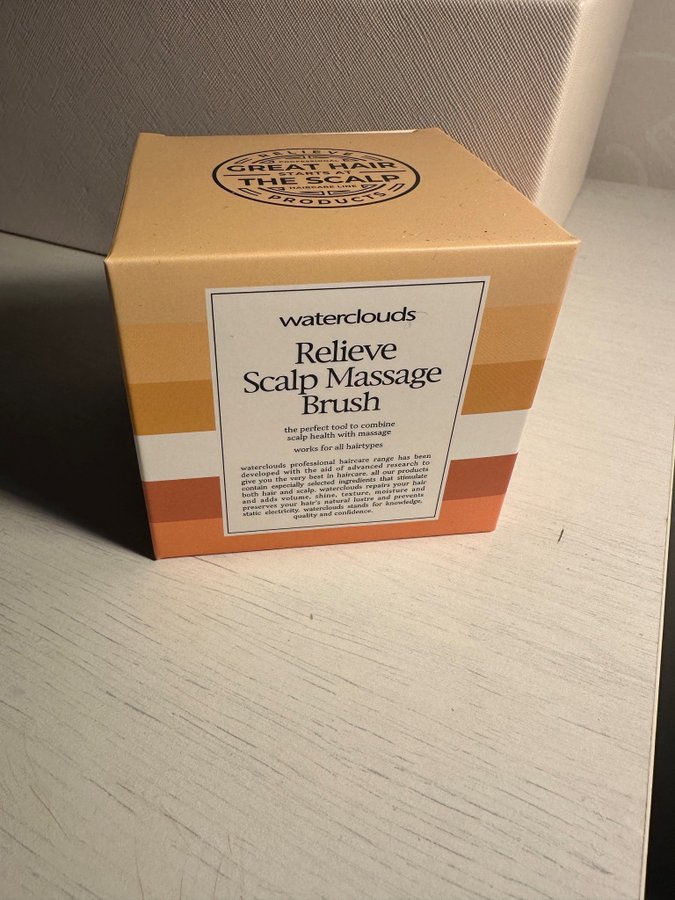 RELIEVE
PROFESSIONAL
GREAT HAIR
STARTS AT
THE SCALP
HAIRCARE LINE
PRODUCTS
waterclouds
Relieve
Scalp Massage
Brush
the perfect tool to combine
scalp health with massage
works for all hairtypes
waterclouds professional haircare range has been
developed with the aid of advanced research to
give you the very best in haircare. all our products
contain especially selected ingredients that stimulate
both hair and scalp. waterclouds repairs your hair
and adds volume, shine, texture, moisture and
preserves your hair's natural lustre and prevents
static electricity. waterclouds stands for knowledge,
quality and confidence.